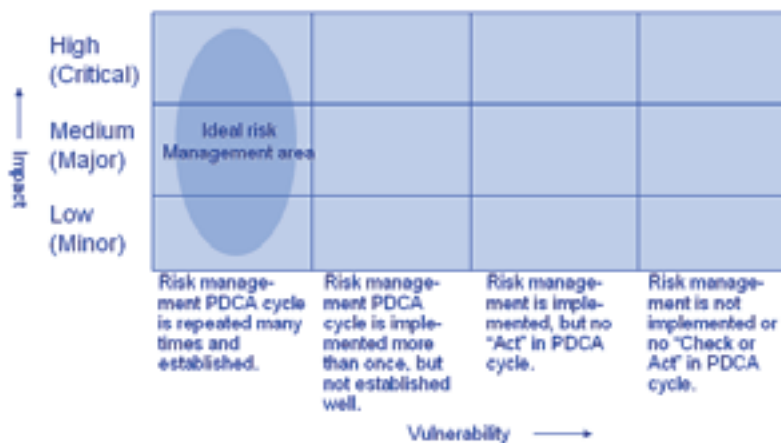 High
(Critical)
Medium
(Major)
Low
(Minor)
Impact
Ideal risk
Management area
Risk manage-
ment PDCA cycle
is repeated many
times and
established.
Risk manage-
ment PDCA
cycle is imple-
mented more
than once, but
not established
well.
Risk manage-
ment is imple-
mented, but no
“Act” in PDCA
cycle.
Risk manage-
ment is not
implemented or
no “Check or
Act” in PDCA
cycle.
Vulnerability